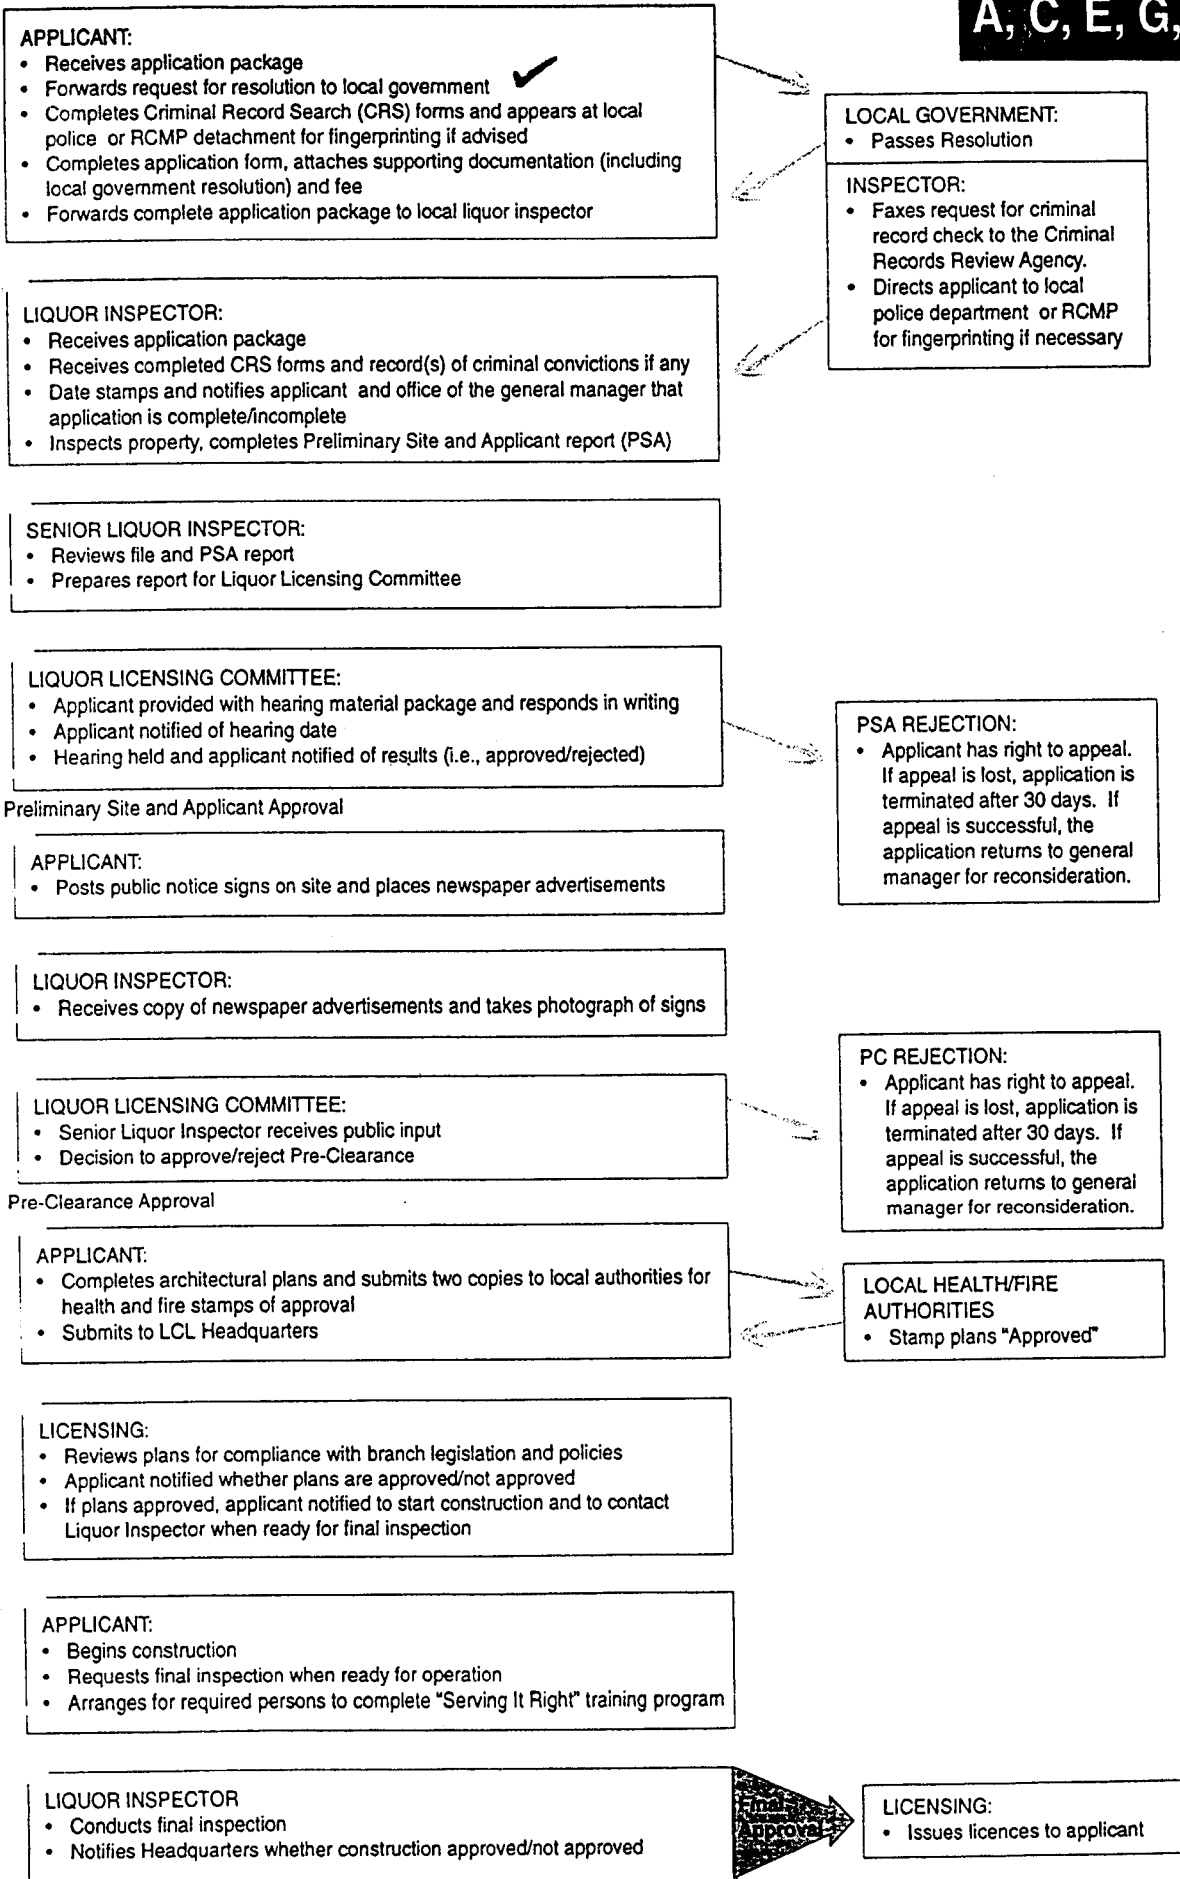 A, C, E, G,
APPLICANT:
• Receives application package
• Forwards request for resolution to local government ✓
• Completes Criminal Record Search (CRS) forms and appears at local
police or RCMP detachment for fingerprinting if advised
• Completes application form, attaches supporting documentation (including
local government resolution) and fee
• Forwards complete application package to local liquor inspector
LOCAL GOVERNMENT:
• Passes Resolution
INSPECTOR:
• Faxes request for criminal
record check to the Criminal
Records Review Agency.
• Directs applicant to local
police department or RCMP
for fingerprinting if necessary
LIQUOR INSPECTOR:
• Receives application package
• Receives completed CRS forms and record(s) of criminal convictions if any
• Date stamps and notifies applicant and office of the general manager that
application is complete/incomplete
• Inspects property, completes Preliminary Site and Applicant report (PSA)
SENIOR LIQUOR INSPECTOR:
• Reviews file and PSA report
• Prepares report for Liquor Licensing Committee
LIQUOR LICENSING COMMITTEE:
• Applicant provided with hearing material package and responds in writing
• Applicant notified of hearing date
• Hearing held and applicant notified of results (i.e., approved/rejected)
PSA REJECTION:
• Applicant has right to appeal.
If appeal is lost, application is
terminated after 30 days. If
appeal is successful, the
application returns to general
manager for reconsideration.
Preliminary Site and Applicant Approval
APPLICANT:
• Posts public notice signs on site and places newspaper advertisements
LIQUOR INSPECTOR:
• Receives copy of newspaper advertisements and takes photograph of signs
LIQUOR LICENSING COMMITTEE:
• Senior Liquor Inspector receives public input
• Decision to approve/reject Pre-Clearance
PC REJECTION:
• Applicant has right to appeal.
If appeal is lost, application is
terminated after 30 days. If
appeal is successful, the
application returns to general
manager for reconsideration.
Pre-Clearance Approval
APPLICANT:
• Completes architectural plans and submits two copies to local authorities for
health and fire stamps of approval
• Submits to LCL Headquarters
LOCAL HEALTH/FIRE
AUTHORITIES
• Stamp plans "Approved"
LICENSING:
• Reviews plans for compliance with branch legislation and policies
• Applicant notified whether plans are approved/not approved
• If plans approved, applicant notified to start construction and to contact
Liquor Inspector when ready for final inspection
APPLICANT:
• Begins construction
• Requests final inspection when ready for operation
• Arranges for required persons to complete "Serving It Right" training program
LIQUOR INSPECTOR
• Conducts final inspection
• Notifies Headquarters whether construction approved/not approved
Final
Approval
LICENSING:
• Issues licences to applicant